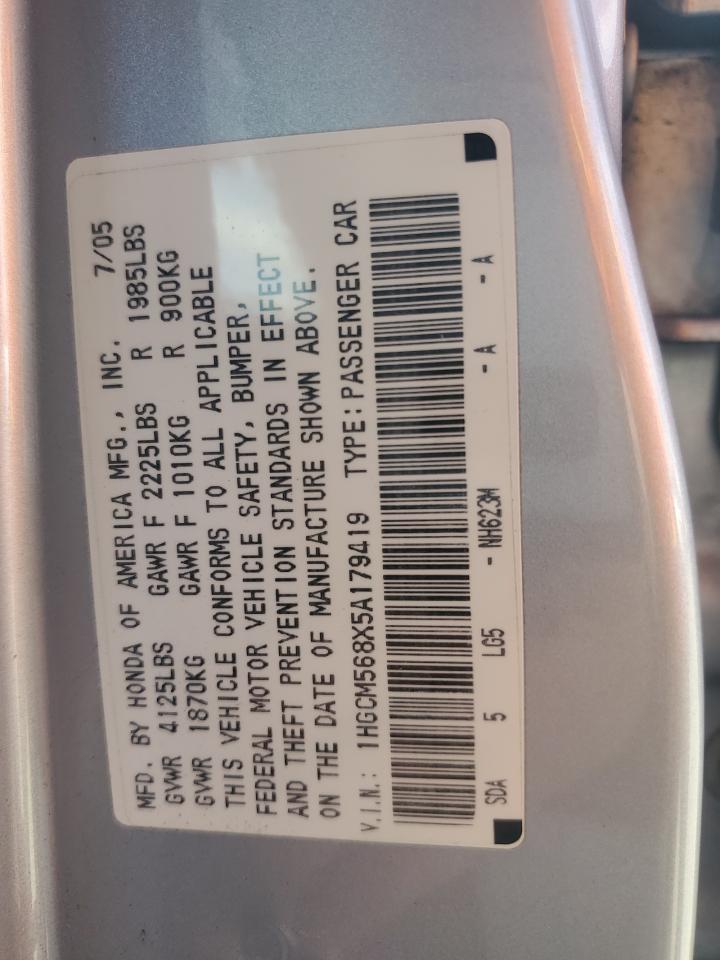 MFD. BY HONDA OF AMERICA MFG., INC. 7/05
GVWR 4125LBS GAWR F 2225LBS R 1985LBS
GVWR 1870KG GAWR F 1010KG R 900KG
THIS VEHICLE CONFORMS TO ALL APPLICABLE
FEDERAL MOTOR VEHICLE SAFETY, BUMPER,
AND THEFT PREVENTION STANDARDS IN EFFECT
ON THE DATE OF MANUFACTURE SHOWN ABOVE.
V.I.N.: 1HGCM568X5A179419 TYPE: PASSENGER CAR
SDA 5 LG5 - NH623M - A - A